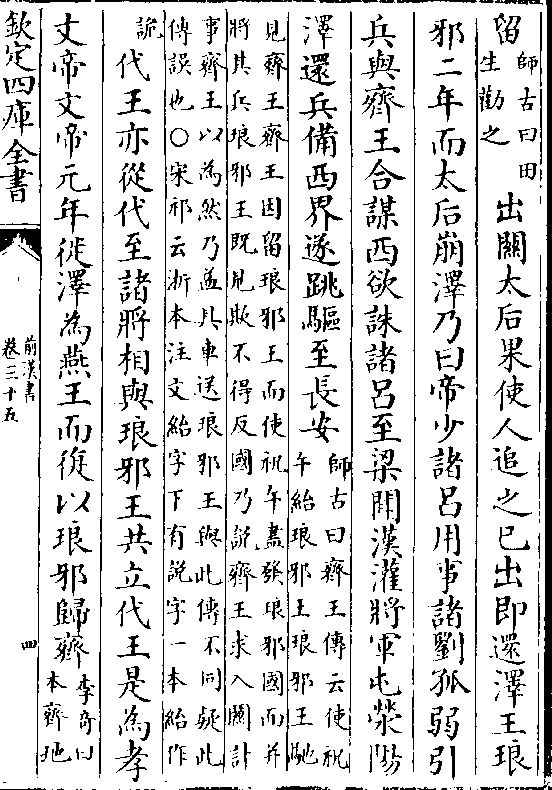 留師古曰田
生勸之出關太后果使人追之已出即還澤王琅
邪二年而太后崩澤乃曰帝少諸呂用事諸劉孤弱引
兵與齊王合謀西欲誅諸呂至梁聞漢灌將軍屯滎陽
澤還兵備西界遂跳驅至長安師古曰齊王傳云使祝
午紿琅邪王琅邪王馳
見齊王齊王因留琅邪王而使祝午盡發琅邪國而并
將其兵琅邪王既見欺不得反國乃說齊王求入關計
事齊王以為然乃益具車送琅邪王與此傳不同疑此
傳誤也○宋祁云浙本注文紿字下有説字一本紿作
詭代王亦從代至諸將相與琅邪王共立代王是為孝
文帝文帝元年徙澤為燕王而復以琅邪歸齊李奇曰
本齊地
欽定四庫全書
前漢書
卷三十五
四